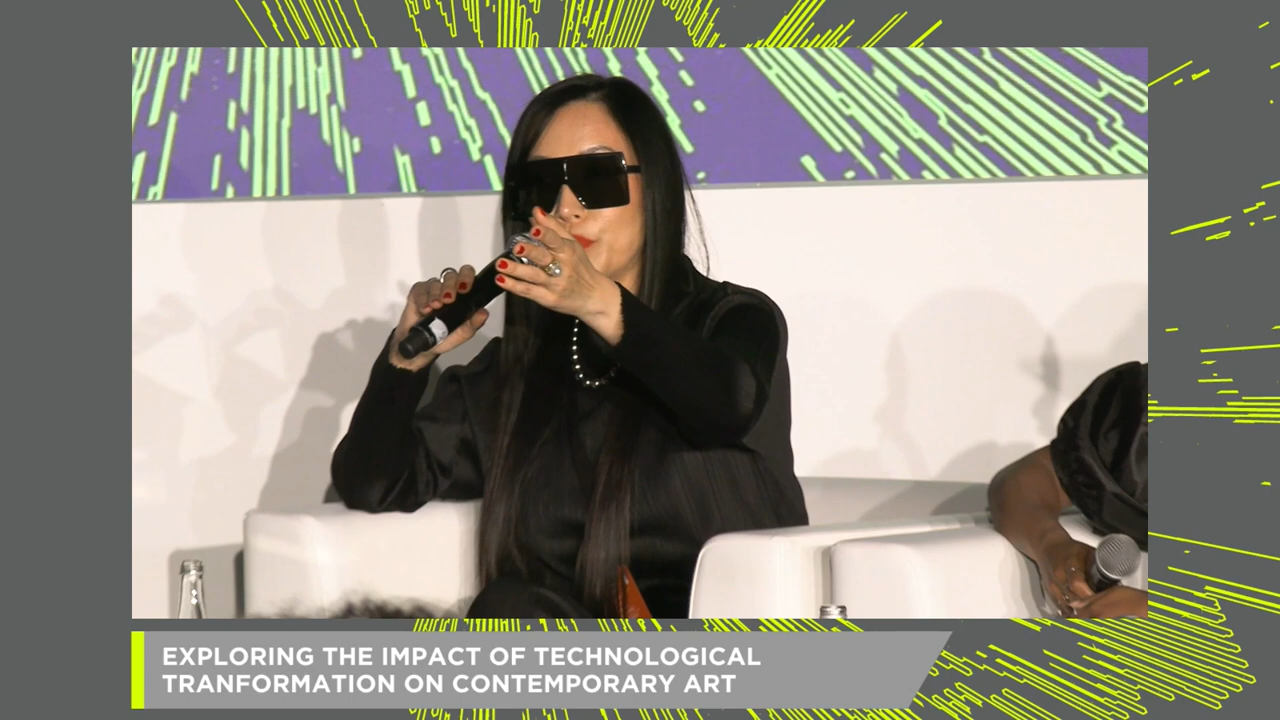 EXPLORING THE IMPACT OF TECHNOLOGICAL
TRANFORMATION ON CONTEMPORARY ART